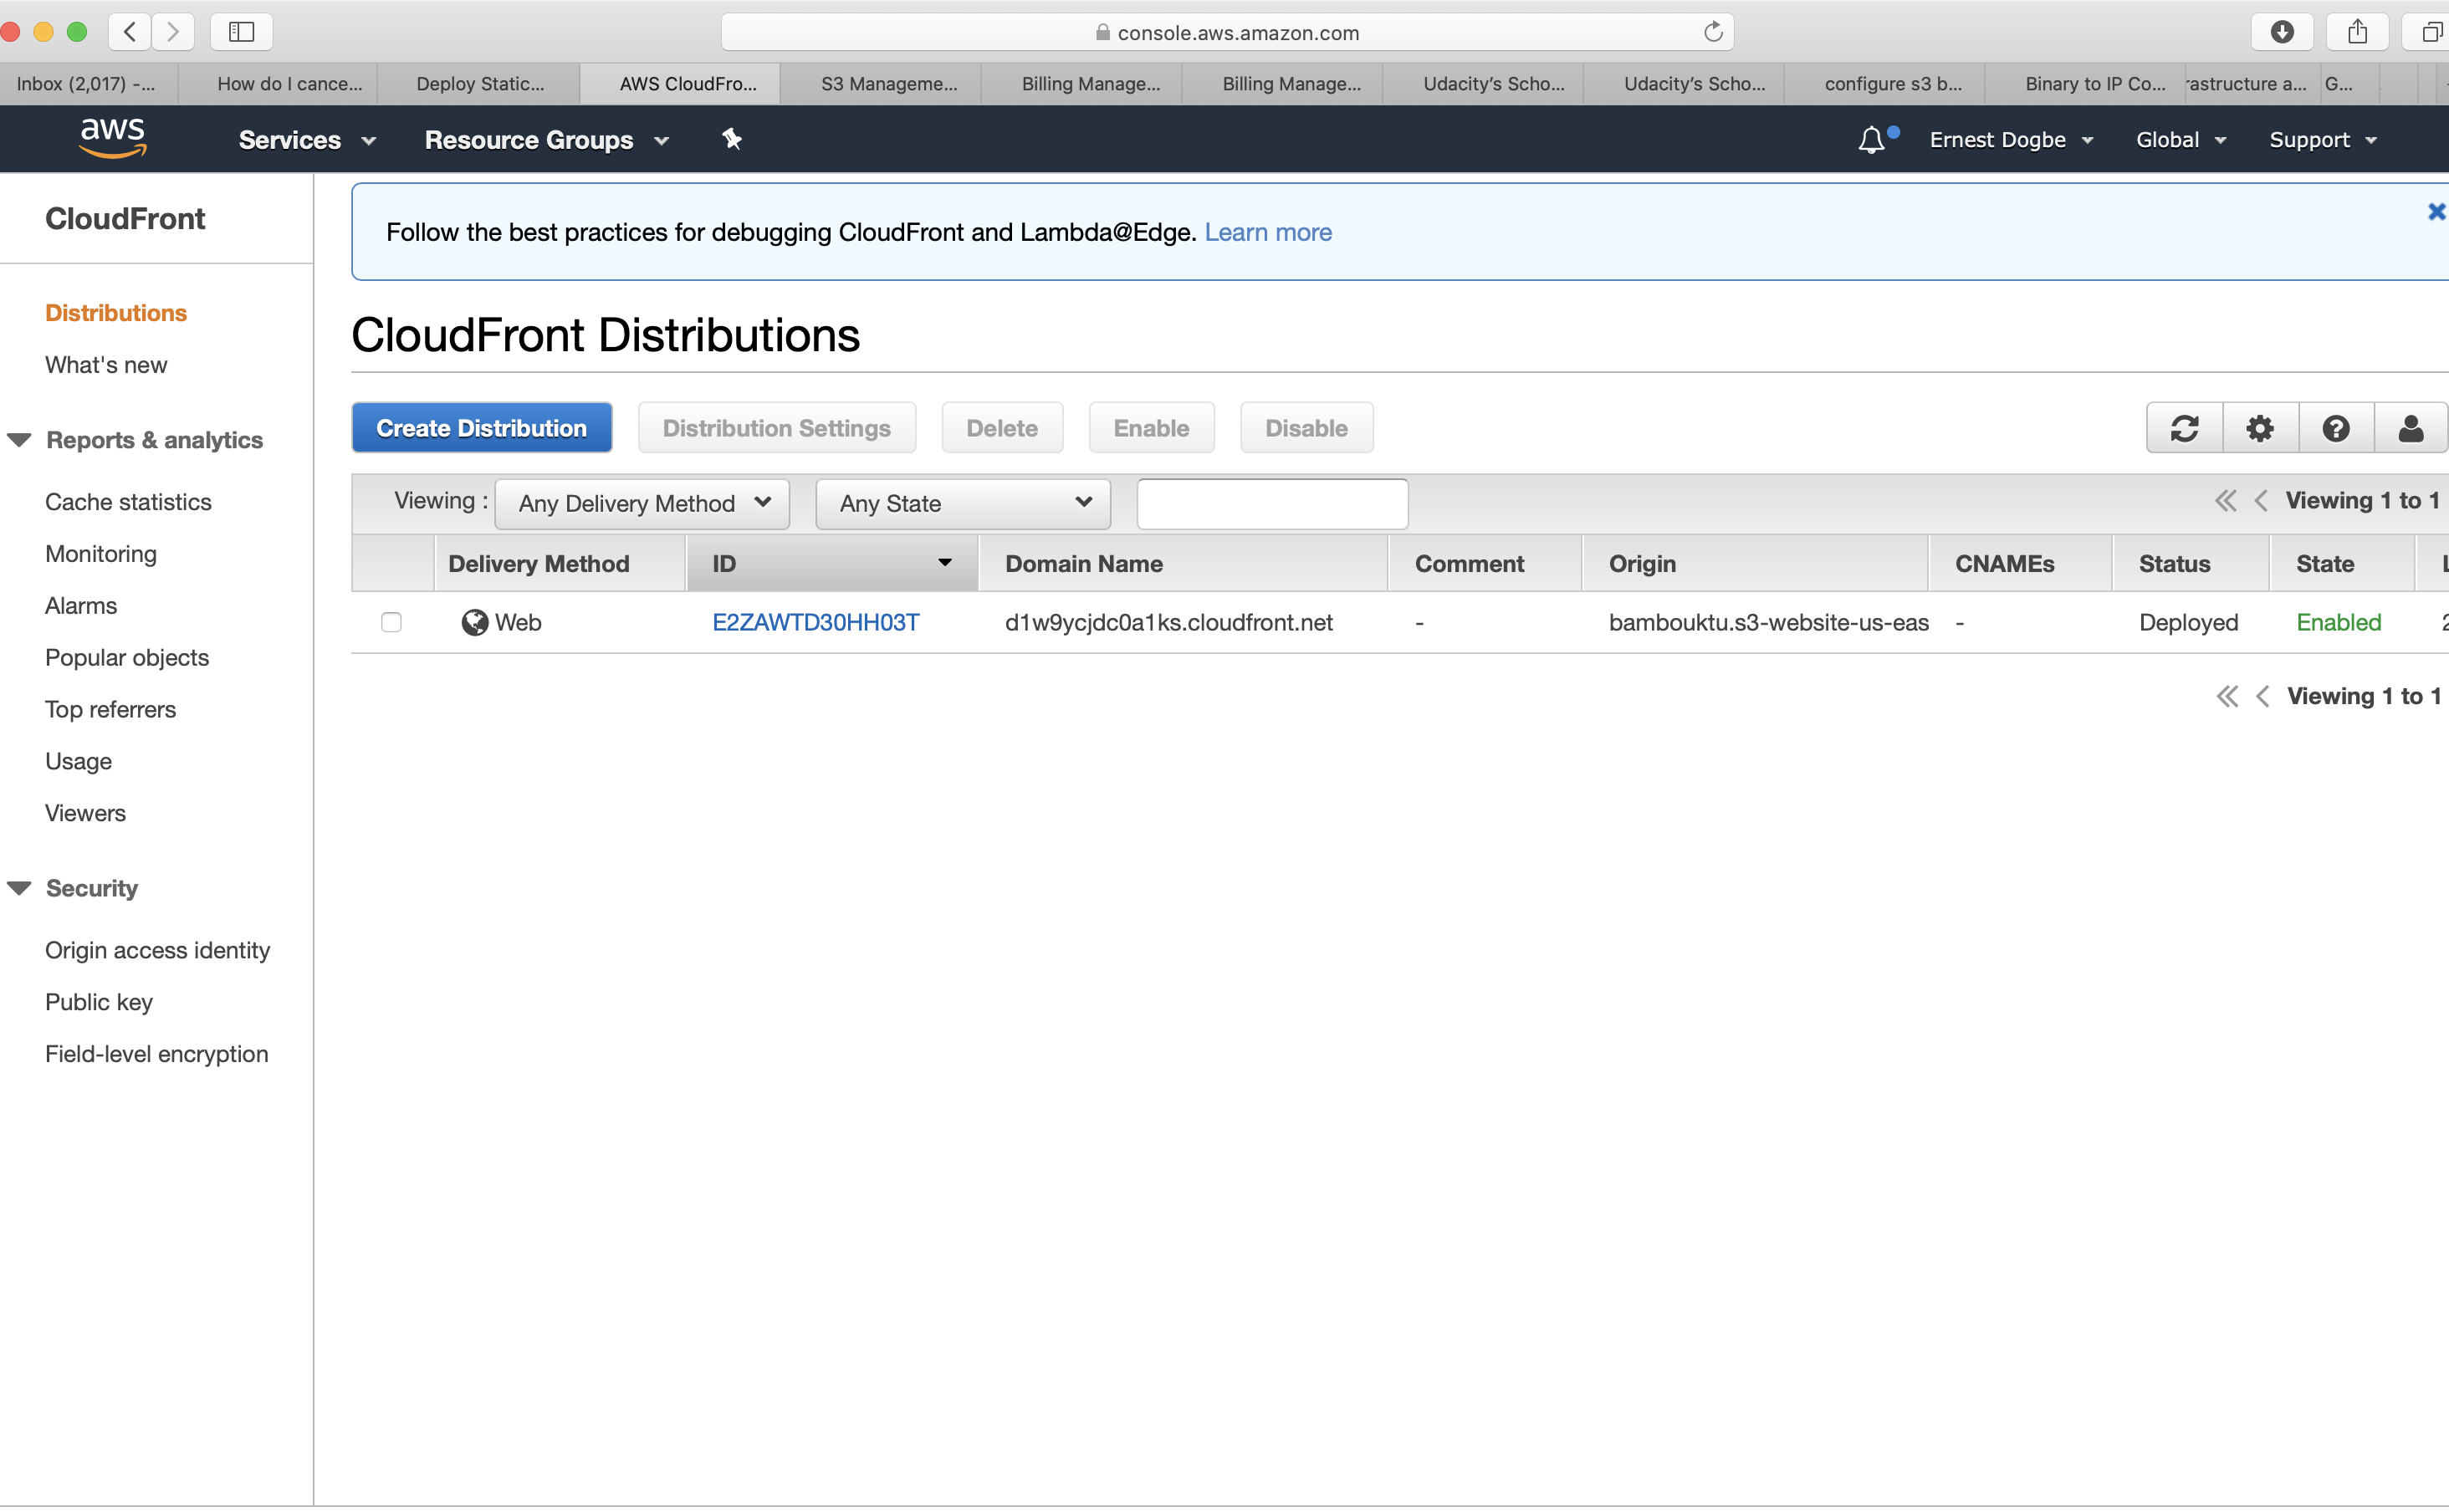 console.aws.amazon.com
Inbox (2,017) -... How do I cance... Deploy Static... AWS CloudFro... S3 Manageme... Billing Manage... Billing Manage... Udacity's Scho... Udacity's Scho... configure s3 b... Binary to IP Co... rastructure a... G...
aws Services Resource Groups Ernest Dogbe Global Support
CloudFront
Distributions
What's new
Reports & analytics
Cache statistics
Monitoring
Alarms
Popular objects
Top referrers
Usage
Viewers
Security
Origin access identity
Public key
Field-level encryption
Follow the best practices for debugging CloudFront and Lambda@Edge. Learn more
CloudFront Distributions
Create Distribution Distribution Settings Delete Enable Disable
Viewing : Any Delivery Method Any State Viewing 1 to 1
Delivery Method ID Domain Name Comment Origin CNAMEs Status State
Web E2ZAWTD30HH03T d1w9ycjdc0a1ks.cloudfront.net - bambouktu.s3-website-us-eas - Deployed Enabled 2
Viewing 1 to 1